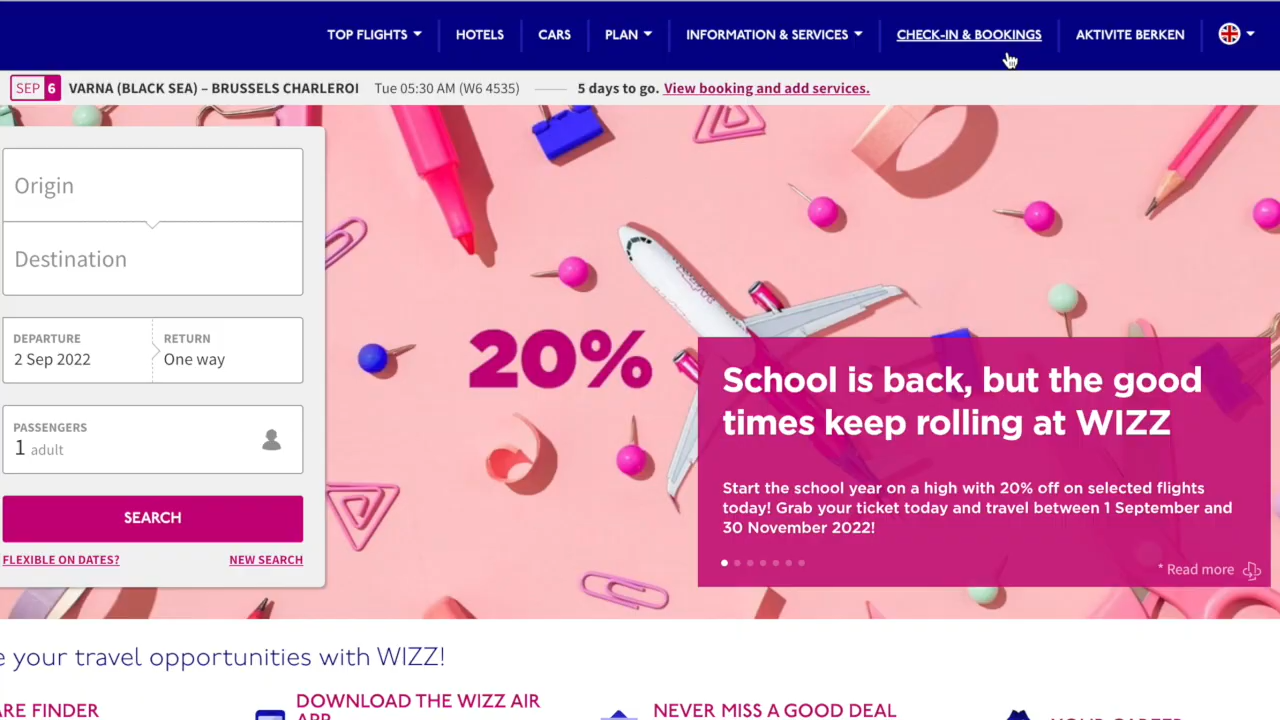 TOP FLIGHTS HOTELS CARS PLAN INFORMATION & SERVICES CHECK-IN & BOOKINGS AKTIVITE BERKEN
SEP 6 VARNA (BLACK SEA) – BRUSSELS CHARLEROI Tue 05:30 AM (W6 4535) 5 days to go. View booking and add services.
Origin
Destination
DEPARTURE RETURN
2 Sep 2022 One way
PASSENGERS
1 adult
SEARCH
FLEXIBLE ON DATES? NEW SEARCH
20%
School is back, but the good
times keep rolling at WIZZ
Start the school year on a high with 20% off on selected flights
today! Grab your ticket today and travel between 1 September and
30 November 2022!
* Read more
your travel opportunities with WIZZ!
FINDER
DOWNLOAD THE WIZZ AIR
APP
NEVER MISS A GOOD DEAL
YOUR CAREER